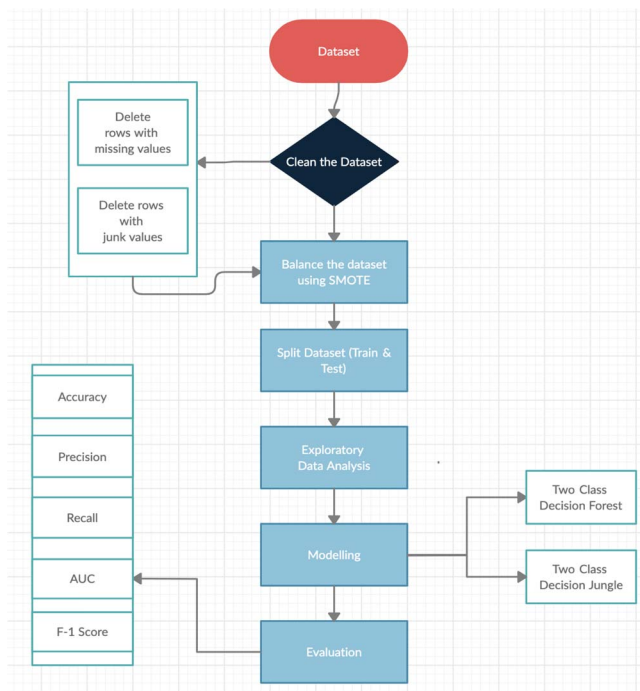 Dataset
Clean the Dataset
Delete
rows with
missing values
Delete rows
with
junk values
Balance the dataset
using SMOTE
Split Dataset (Train &
Test)
Exploratory
Data Analysis
Modelling
Two Class
Decision Forest
Two Class
Decision Jungle
Evaluation
Accuracy
Precision
Recall
AUC
F-1 Score